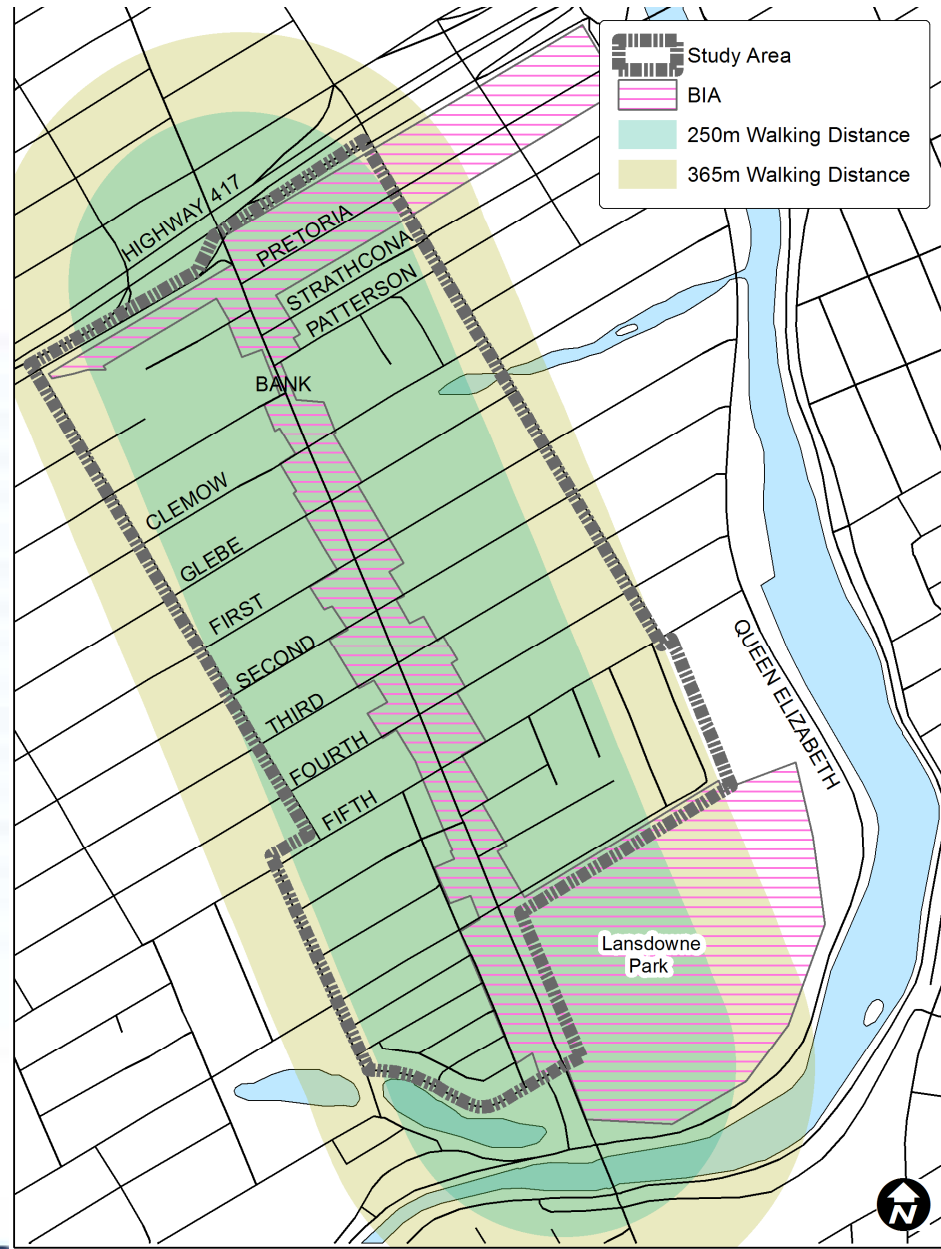 Study Area
BIA
250m Walking Distance
365m Walking Distance
HIGHWAY 417
PRETORIA
STRATHCONA
PATTERSON
BANK
CLEMOW
GLEBE
FIRST
SECOND
THIRD
FOURTH
FIFTH
QUEEN ELIZABETH
Lansdowne
Park
N